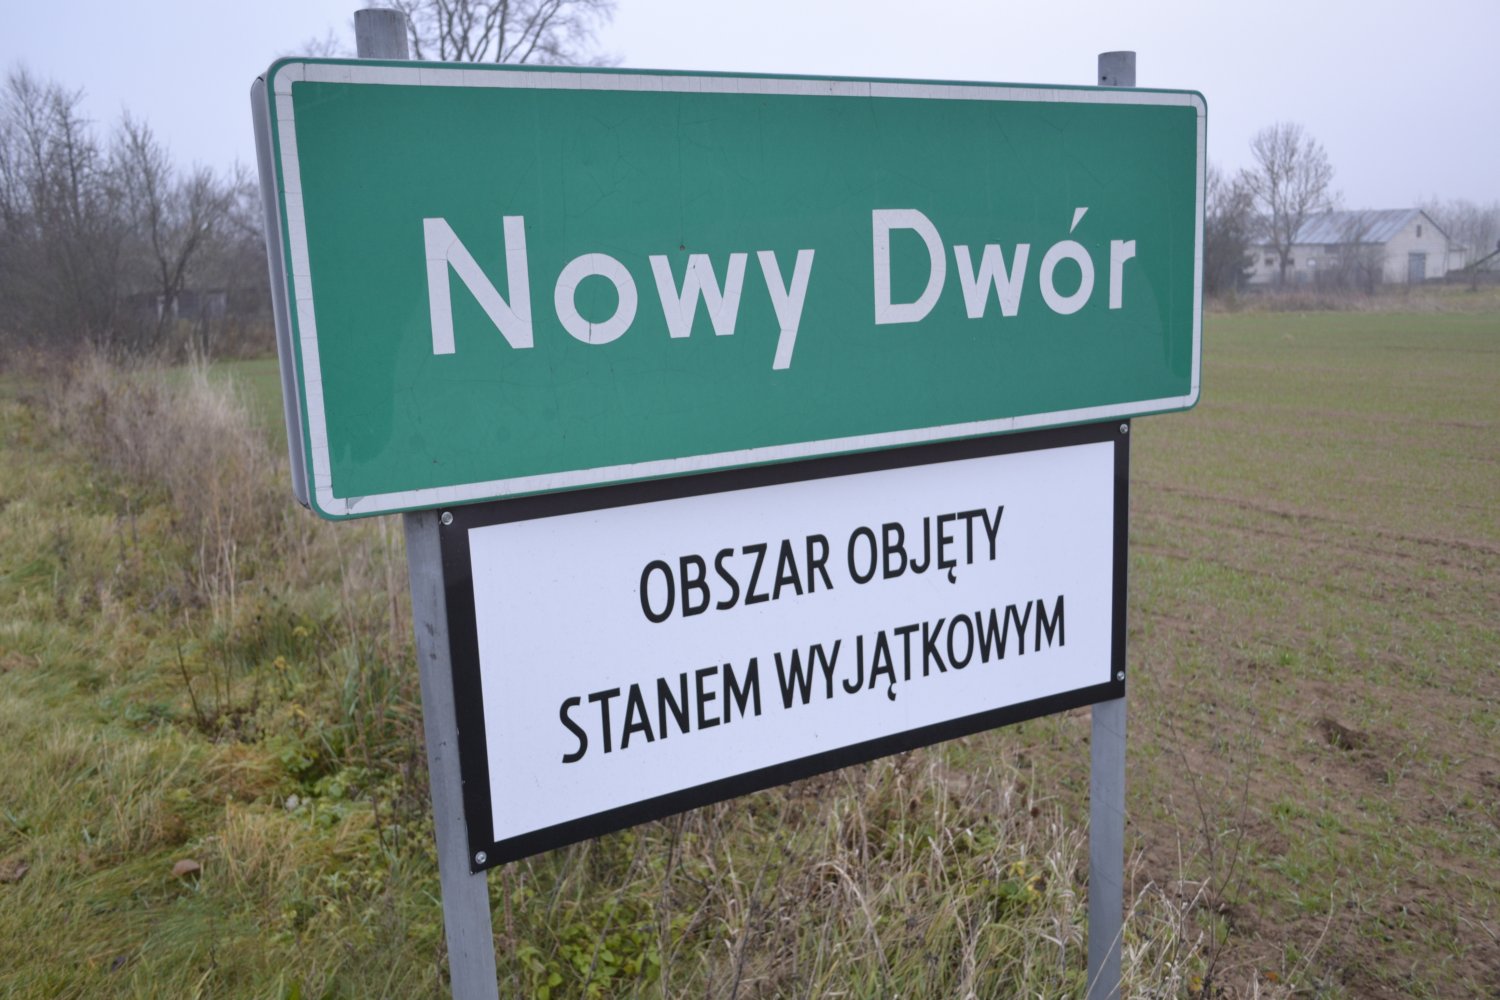 Nowy Dwór
OBSZAR OBJĘTY
STANEM WYJĄTKOWYM